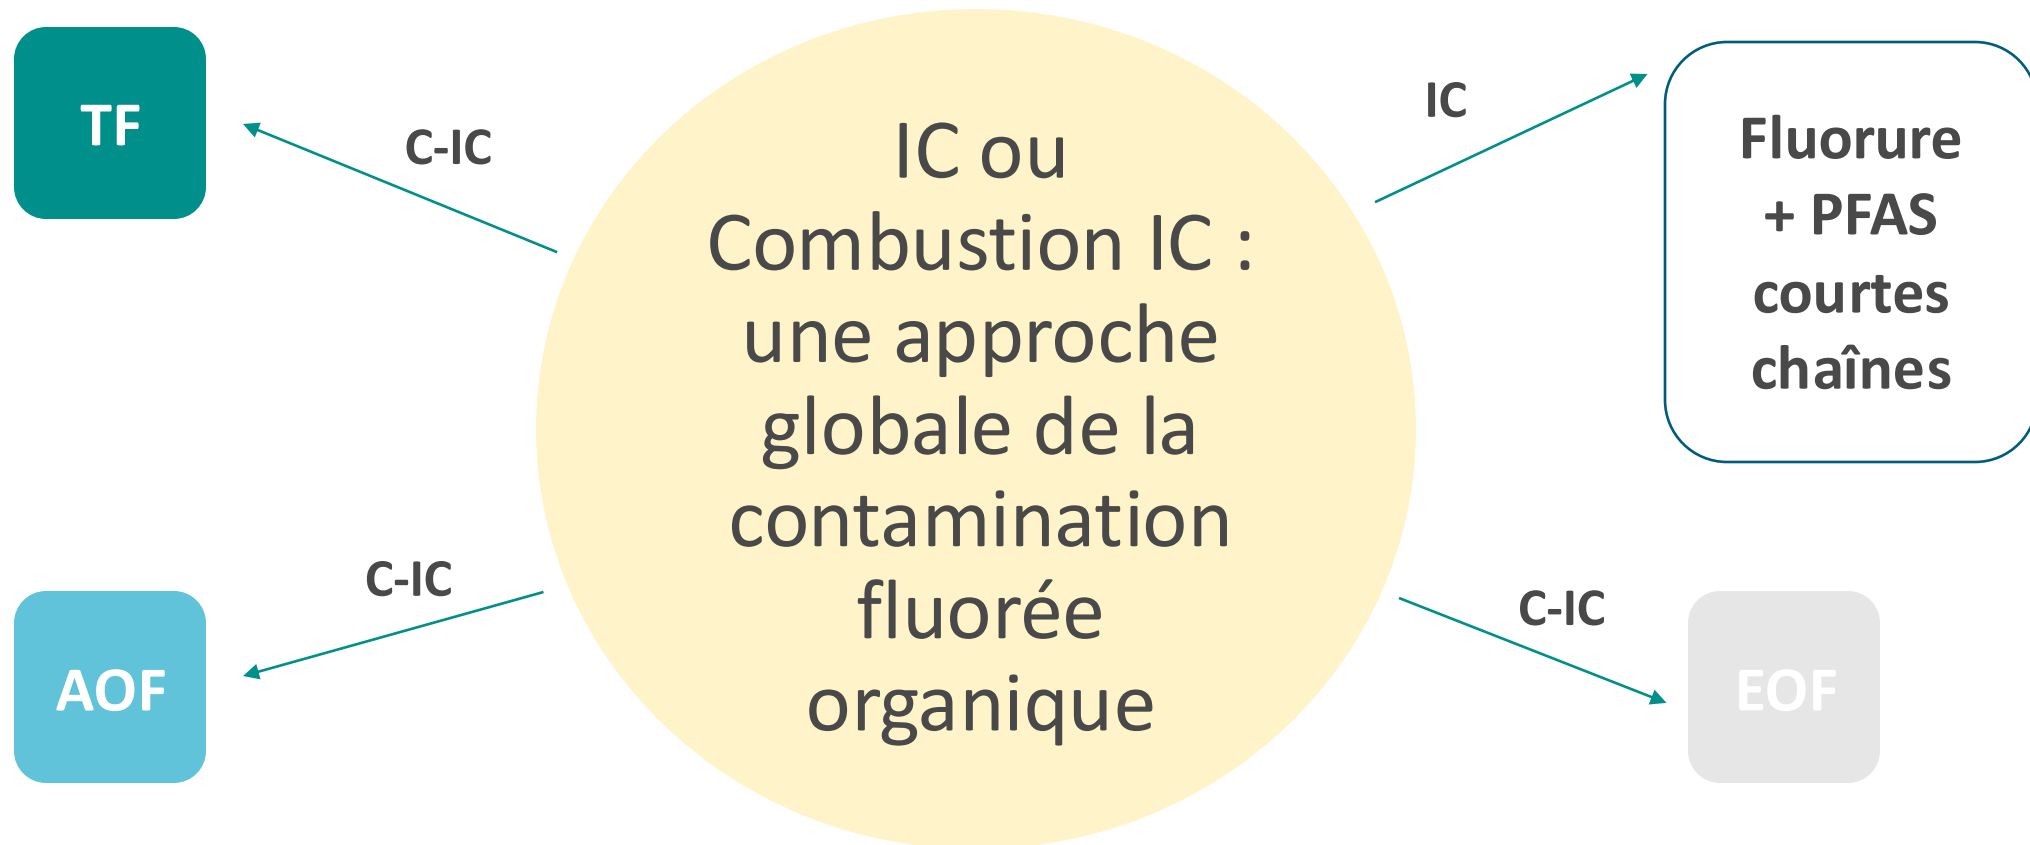 TF
C-IC
IC ou
Combustion IC :
une approche
globale de la
contamination
fluorée
organique
IC
Fluorure
+ PFAS
courtes
chaînes
C-IC
AOF
C-IC
EOF